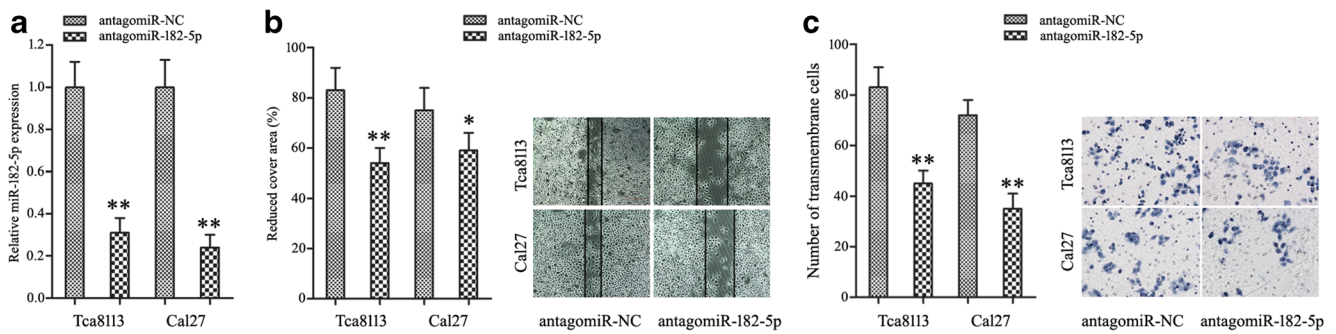 a
antagomiR-NC
antagomiR-182-5p
Relative miR-182-5p expression
1.2
1.0
0.8
0.6
0.4
0.2
0.0
**
**
Tca8113
Cal27
b
antagomiR-NC
antagomiR-182-5p
Reduced cover area (%)
100
80
60
40
20
0
**
*
Tca8113
Cal27
Tca8113
Cal27
antagomiR-NC
antagomiR-182-5p
c
antagomiR-NC
antagomiR-182-5p
Number of transmembrane cells
100
80
60
40
20
0
**
**
Tca8113
Cal27
Tca8113
Cal27
antagomiR-NC
antagomiR-182-5p